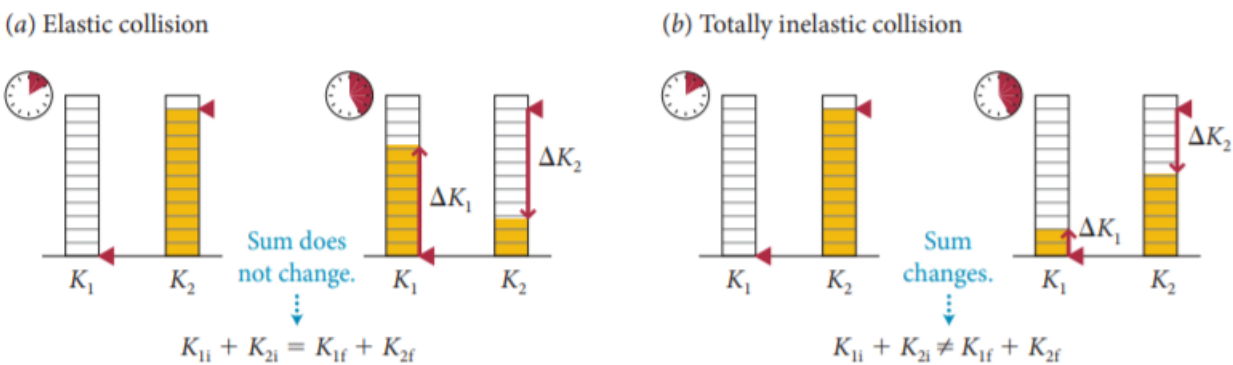 (a) Elastic collision
K₁
K₂
Sum does
not change.
K₁
ΔK₁
K₂
ΔK₂
K₁ᵢ + K₂ᵢ = K₁f + K₂f
(b) Totally inelastic collision
K₁
K₂
Sum
changes.
K₁
ΔK₁
K₂
ΔK₂
K₁ᵢ + K₂ᵢ ≠ K₁f + K₂f